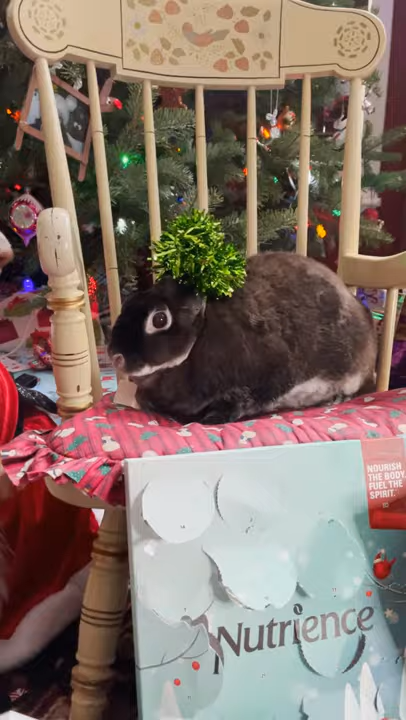 NOURISH
THE BODY.
FUEL THE
SPIRIT.
Nutrience